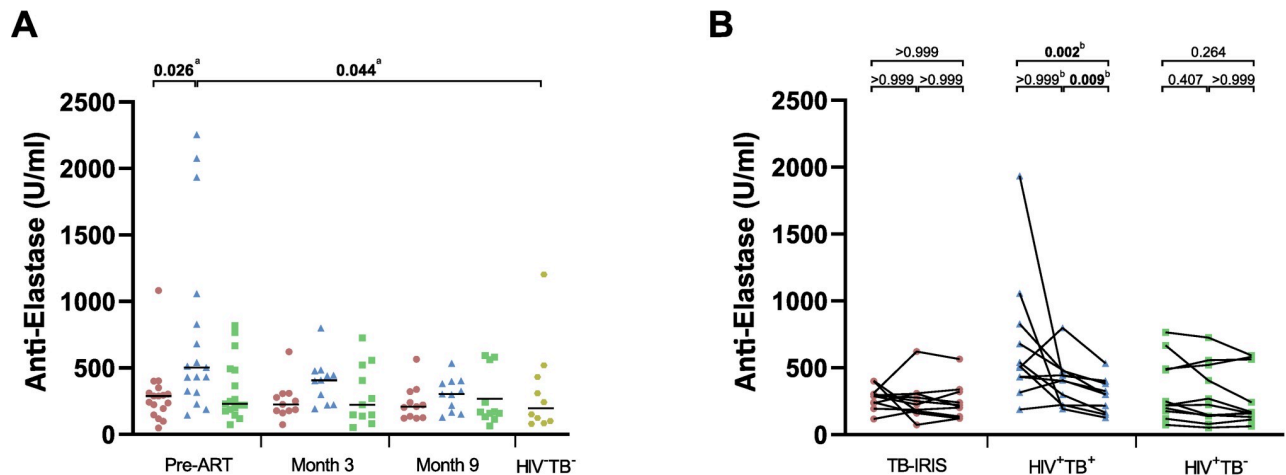 A
B
0.026ᵃ
0.044ᵃ
>0.999
0.002ᵇ
0.264
>0.999 >0.999
>0.999ᵇ 0.009ᵇ
0.407 >0.999
Anti-Elastase (U/ml)
2500
2000
1500
1000
500
0
Pre-ART
Month 3
Month 9
HIV⁻TB⁻
Anti-Elastase (U/ml)
2500
2000
1500
1000
500
0
TB-IRIS
HIV⁺TB⁺
HIV⁺TB⁻